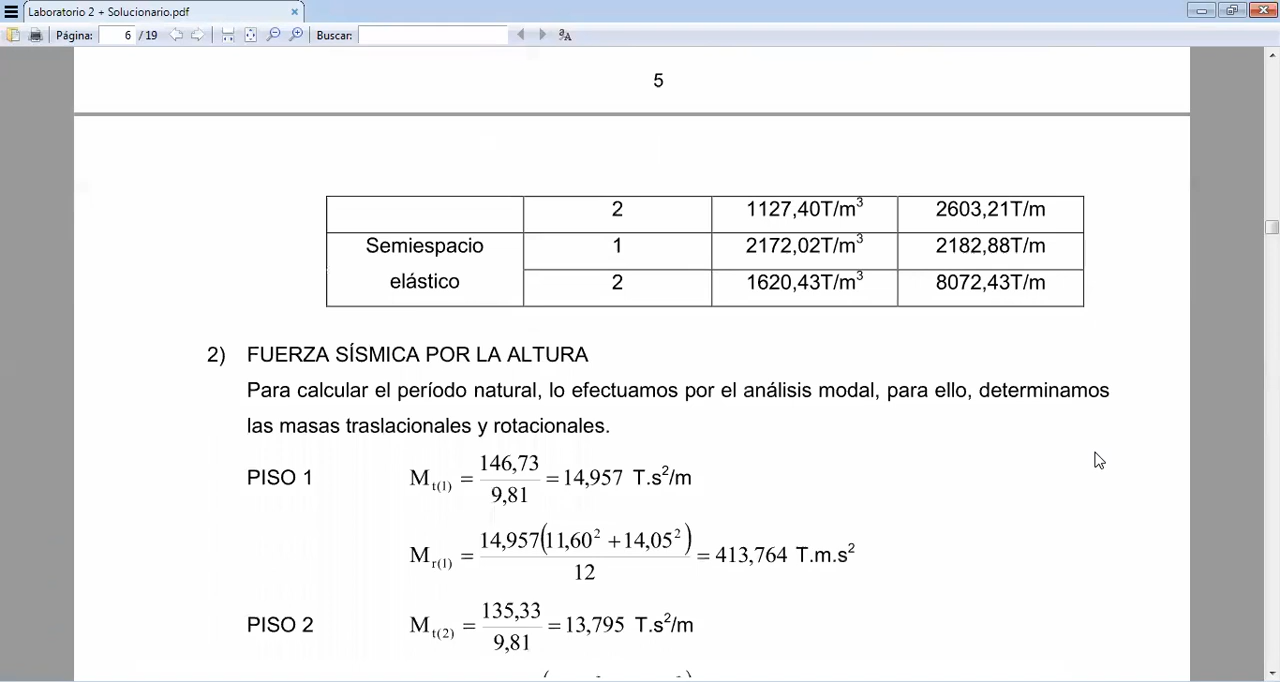 Laboratorio 2 + Solucionario.pdf
Página: 6 / 19 Buscar:
5
2 1127,40T/m³ 2603,21T/m
Semiespacio elástico 1 2172,02T/m³ 2182,88T/m
2 1620,43T/m³ 8072,43T/m
2) FUERZA SÍSMICA POR LA ALTURA
Para calcular el período natural, lo efectuamos por el análisis modal, para ello, determinamos
las masas traslacionales y rotacionales.
PISO 1 M_t(1) = 146,73 / 9,81 = 14,957 T.s²/m
M_r(1) = 14,957(11,60² + 14,05²) / 12 = 413,764 T.m.s²
PISO 2 M_t(2) = 135,33 / 9,81 = 13,795 T.s²/m